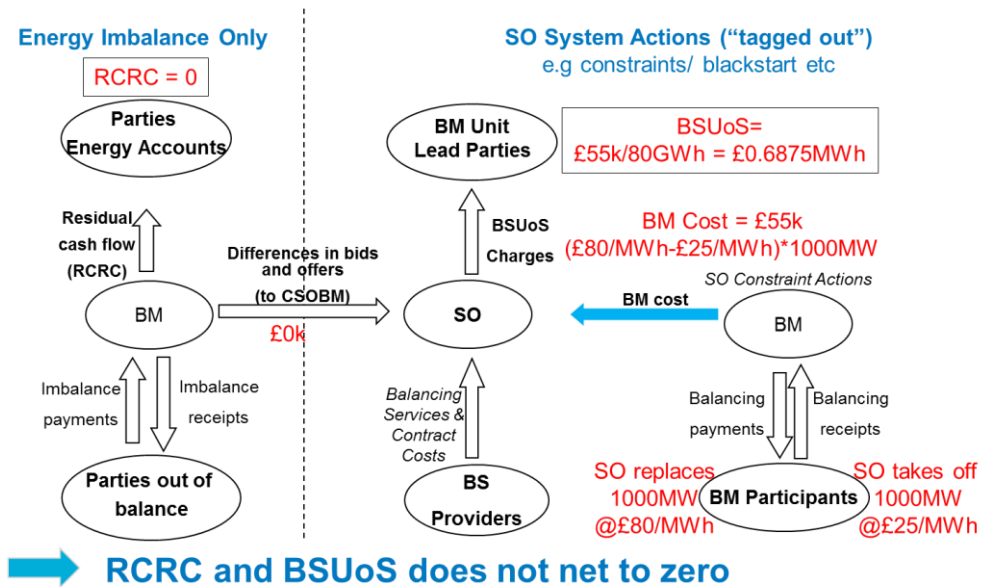 Energy Imbalance Only
RCRC = 0
Parties
Energy Accounts
Residual
cash flow
(RCRC)
BM
Differences in bids
and offers
(to CSOBM)
£0k
Imbalance
payments
Imbalance
receipts
Parties out of
balance
SO System Actions (“tagged out”)
e.g constraints/ blackstart etc
BM Unit
Lead Parties
BSUoS=
£55k/80GWh = £0.6875MWh
BSUoS
Charges
BM Cost = £55k
(£80/MWh-£25/MWh)*1000MW
SO Constraint Actions
SO
BM cost
BM
Balancing
Services &
Contract
Costs
BS
Providers
Balancing
payments
Balancing
receipts
SO replaces
1000MW
@£80/MWh
BM Participants
SO takes off
1000MW
@£25/MWh
RCRC and BSUoS does not net to zero